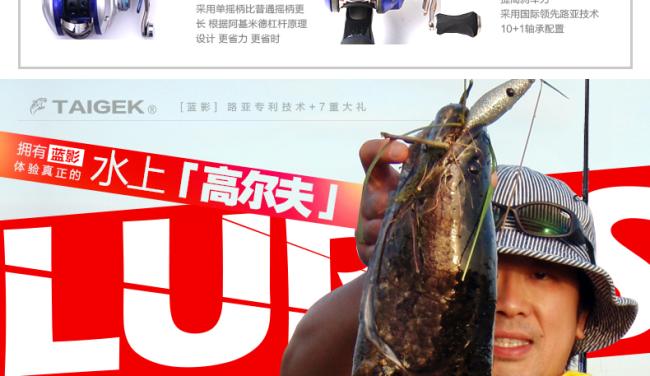 采用单摇柄比普通摇柄更
长 根据阿基米德杠杆原理
设计 更省力 更省时
采用国际领先路亚技术
10+1轴承配置
TAIGEK®
[蓝影] 路亚专利技术+7重大礼
拥有 蓝影
体验真正的
水上「高尔夫」